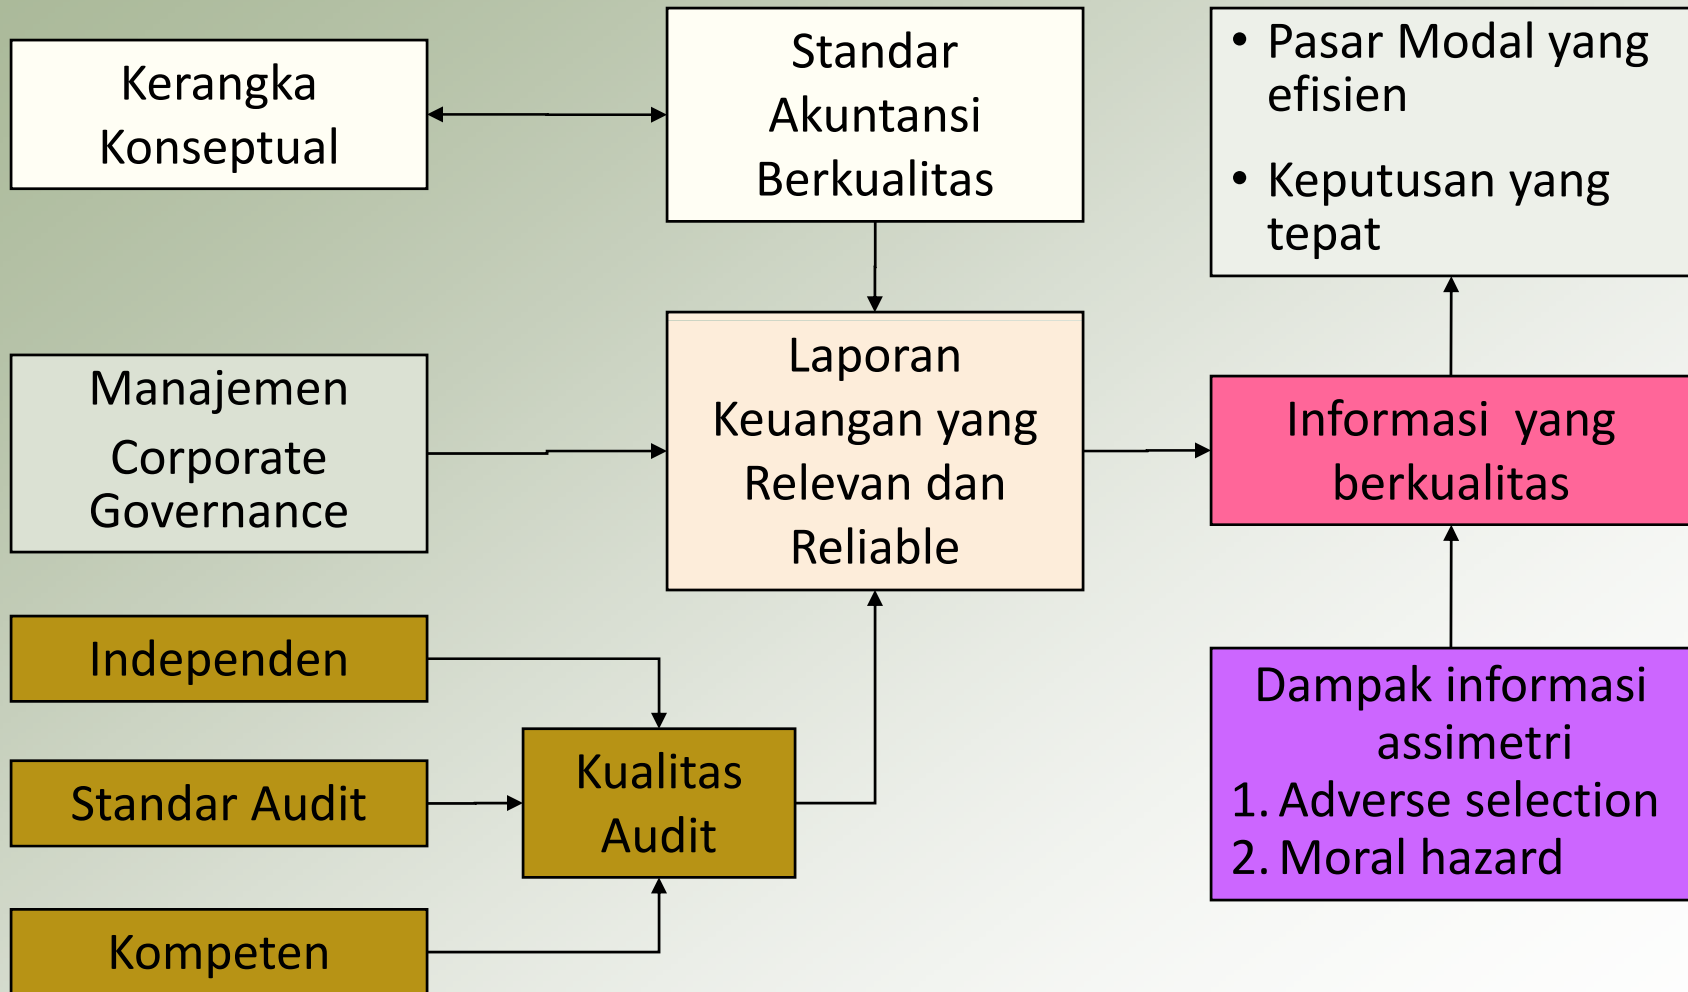 Kerangka
Konseptual
Standar
Akuntansi
Berkualitas
• Pasar Modal yang
efisien
• Keputusan yang
tepat
Manajemen
Corporate
Governance
Laporan
Keuangan yang
Relevan dan
Reliable
Informasi yang
berkualitas
Independen
Standar Audit
Kompeten
Kualitas
Audit
Dampak informasi
assimetri
1. Adverse selection
2. Moral hazard